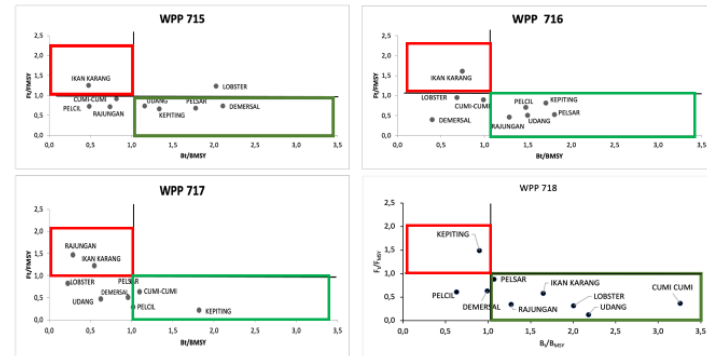 WPP 715
2,5
2,0
1,5
1,0
0,5
0,0
Ft/FMSY
IKAN KARANG
LOBSTER
CUMI-CUMI
PELCIL
RAJUNGAN
UDANG
KEPITING
PELSAR
DEMERSAL
0,0 0,5 1,0 1,5 2,0 2,5 3,0 3,5
Bt/BMSY
WPP 716
2,5
2,0
1,5
1,0
0,5
0,0
Ft/FMSY
IKAN KARANG
LOBSTER
CUMI-CUMI
PELCIL
KEPITING
DEMERSAL
RAJUNGAN
UDANG
PELSAR
0,0 0,5 1,0 1,5 2,0 2,5 3,0 3,5
Bt/BMSY
WPP 717
2,5
2,0
1,5
1,0
0,5
0,0
Ft/FMSY
RAJUNGAN
IKAN KARANG
LOBSTER
PELSAR
DEMERSAL
CUMI-CUMI
UDANG
PELCIL
KEPITING
0,0 0,5 1,0 1,5 2,0 2,5 3,0 3,5
Bt/BMSY
WPP 718
2,5
2,0
1,5
1,0
0,5
0,0
Ft/FMSY
KEPITING
PELSAR
IKAN KARANG
CUMI CUMI
PELCIL
DEMERSAL
RAJUNGAN
LOBSTER
UDANG
0,0 0,5 1,0 1,5 2,0 2,5 3,0 3,5
Bt/BMSY